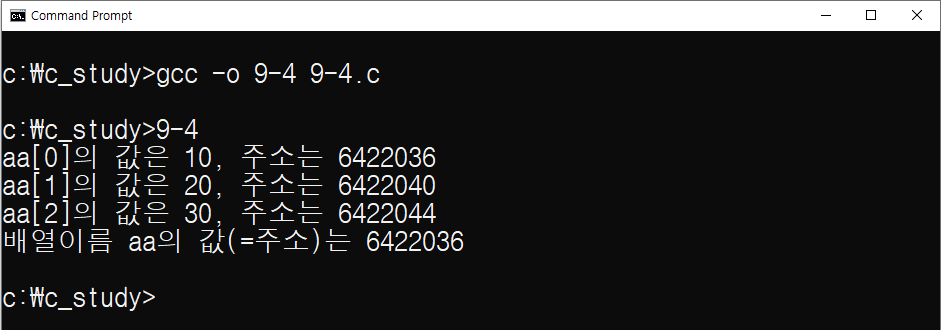 Command Prompt
c:₩c_study>gcc -o 9-4 9-4.c
c:₩c_study>9-4
aa[0]의 값은 10, 주소는 6422036
aa[1]의 값은 20, 주소는 6422040
aa[2]의 값은 30, 주소는 6422044
배열이름 aa의 값(=주소)는 6422036
c:₩c_study>